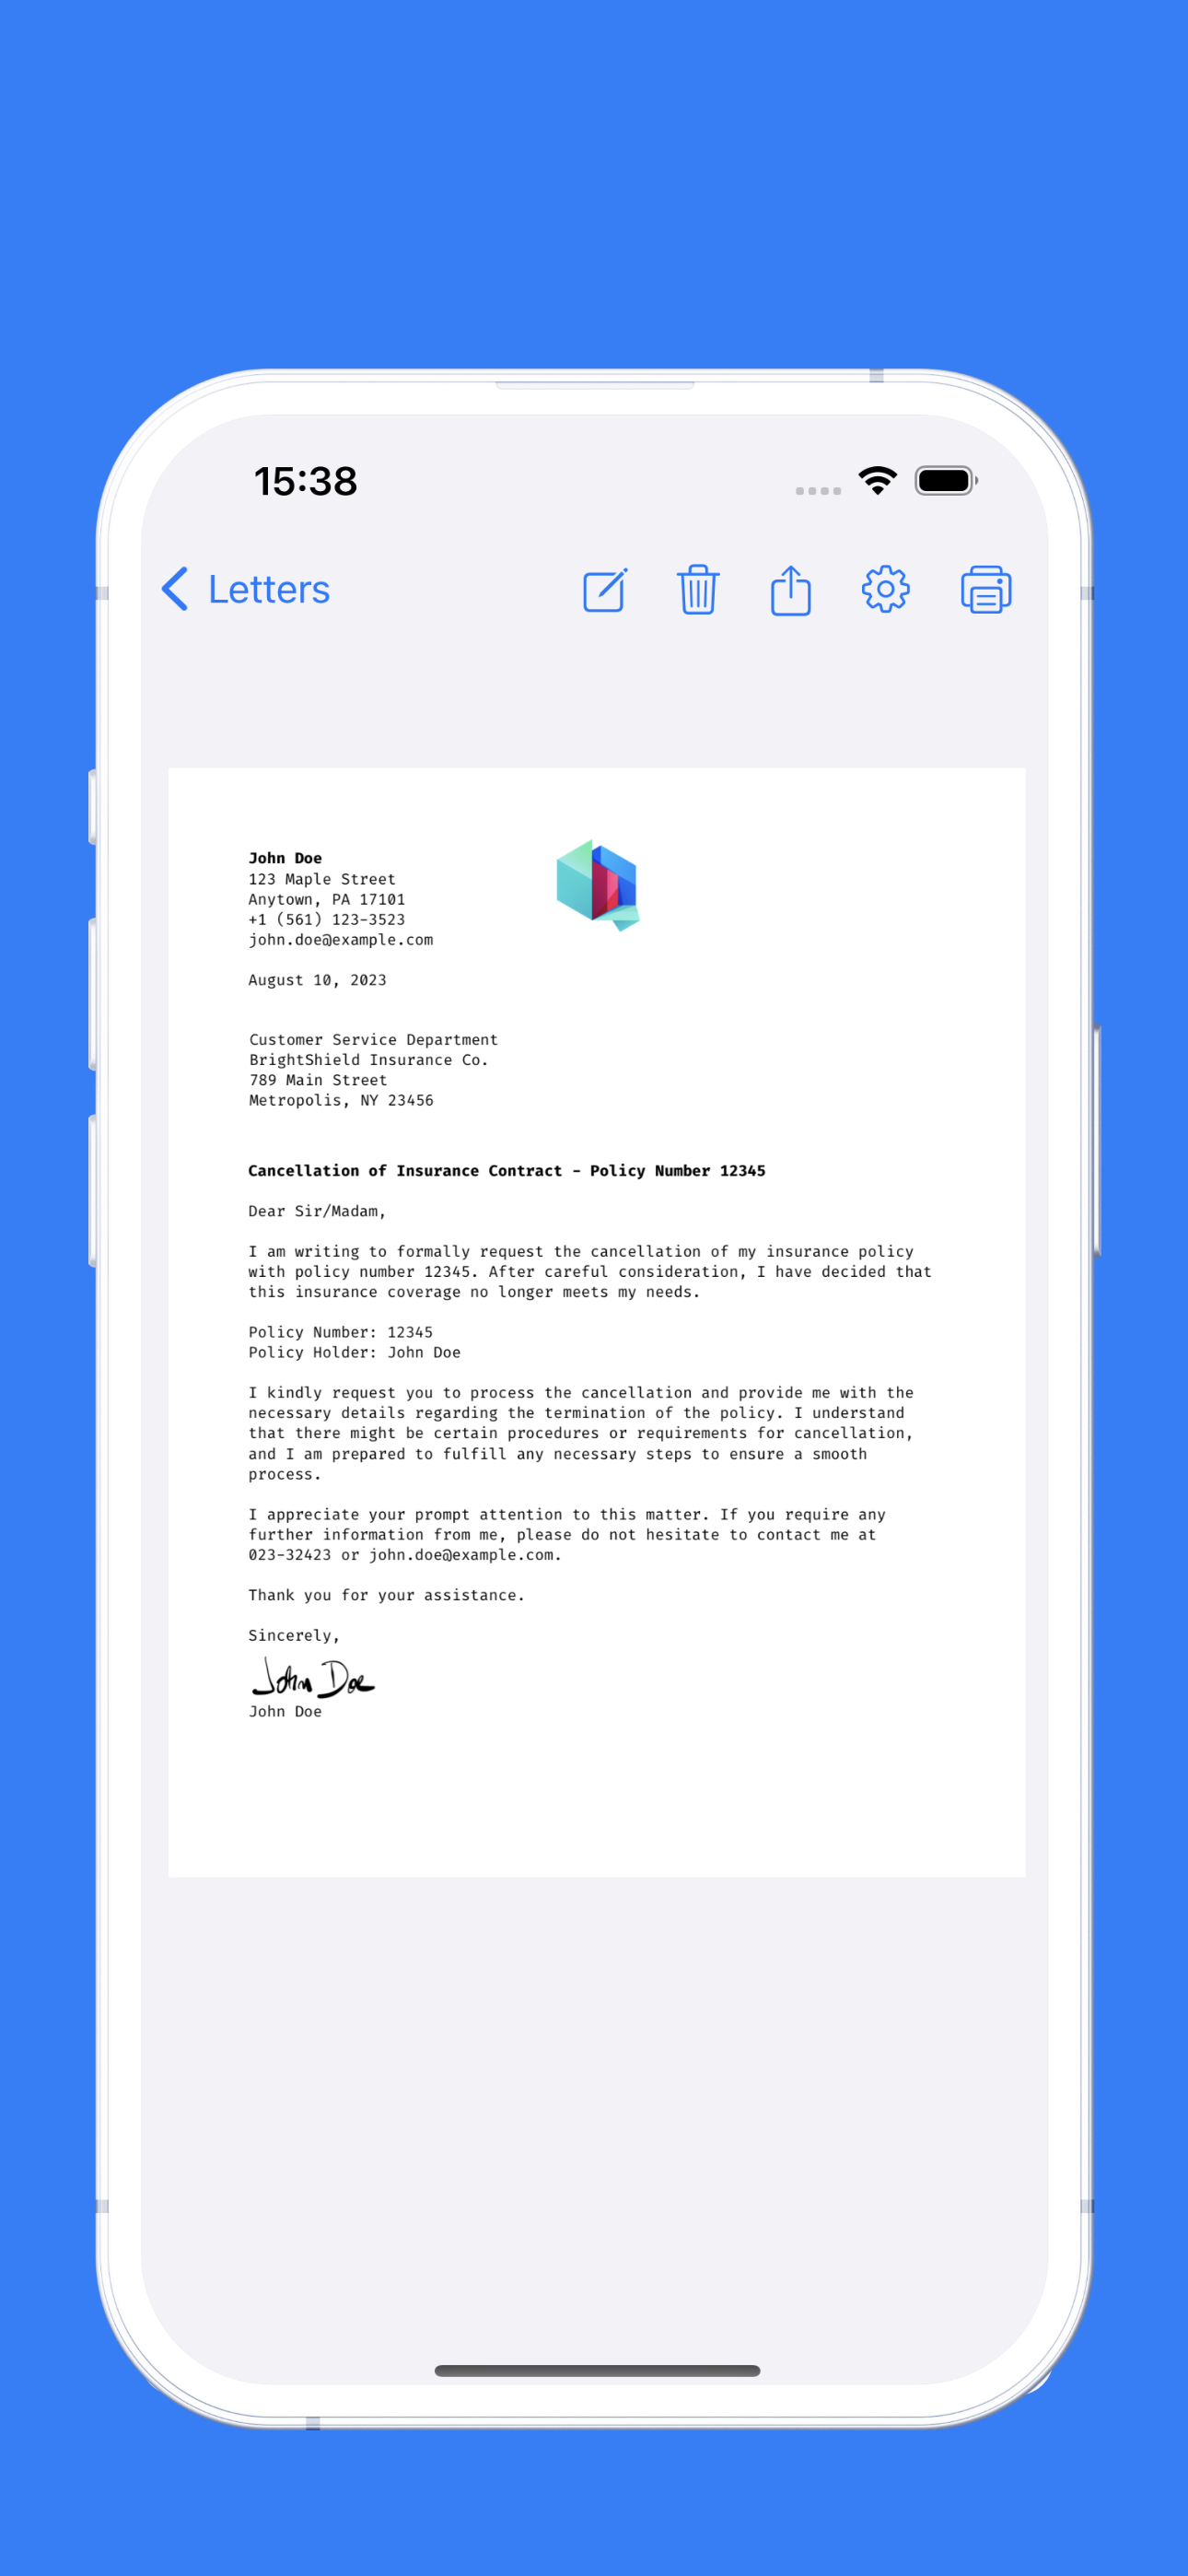 15:38
Letters
John Doe
123 Maple Street
Anytown, PA 17101
+1 (561) 123-3523
john.doe@example.com
August 10, 2023
Customer Service Department
BrightShield Insurance Co.
789 Main Street
Metropolis, NY 23456
Cancellation of Insurance Contract - Policy Number 12345
Dear Sir/Madam,
I am writing to formally request the cancellation of my insurance policy
with policy number 12345. After careful consideration, I have decided that
this insurance coverage no longer meets my needs.
Policy Number: 12345
Policy Holder: John Doe
I kindly request you to process the cancellation and provide me with the
necessary details regarding the termination of the policy. I understand
that there might be certain procedures or requirements for cancellation,
and I am prepared to fulfill any necessary steps to ensure a smooth
process.
I appreciate your prompt attention to this matter. If you require any
further information from me, please do not hesitate to contact me at
023-32423 or john.doe@example.com.
Thank you for your assistance.
Sincerely,
John Doe
John Doe